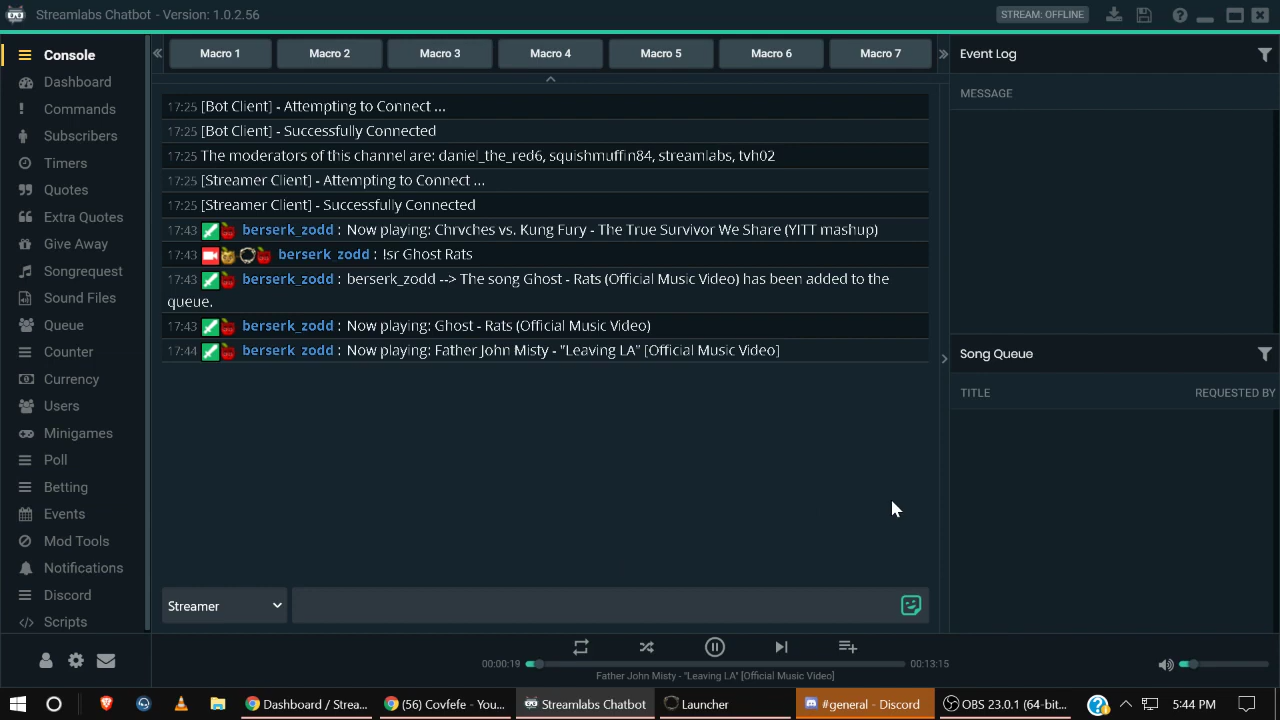 Streamlabs Chatbot - Version: 1.0.2.56
STREAM: OFFLINE
Console
Dashboard
Commands
Subscribers
Timers
Quotes
Extra Quotes
Give Away
Songrequest
Sound Files
Queue
Counter
Currency
Users
Minigames
Poll
Betting
Events
Mod Tools
Notifications
Discord
Scripts
Macro 1
Macro 2
Macro 3
Macro 4
Macro 5
Macro 6
Macro 7
17:25 [Bot Client] - Attempting to Connect ...
17:25 [Bot Client] - Successfully Connected
17:25 The moderators of this channel are: daniel_the_red6, squishmuffin84, streamlabs, tvh02
17:25 [Streamer Client] - Attempting to Connect ...
17:25 [Streamer Client] - Successfully Connected
17:43 berserk_zodd : Now playing: Chrvches vs. Kung Fury - The True Survivor We Share (YITT mashup)
17:43 berserk_zodd : !sr Ghost Rats
17:43 berserk_zodd : berserk_zodd --> The song Ghost - Rats (Official Music Video) has been added to the
queue.
17:43 berserk_zodd : Now playing: Ghost - Rats (Official Music Video)
17:44 berserk_zodd : Now playing: Father John Misty - "Leaving LA" [Official Music Video]
Streamer
Event Log
MESSAGE
Song Queue
TITLE
REQUESTED BY
00:00:19
00:13:15
Father John Misty - "Leaving LA" [Official Music Video]
Dashboard / Strea...
(56) Covfefe - You...
Streamlabs Chatbot
Launcher
#general - Discord
OBS 23.0.1 (64-bit...
5:44 PM